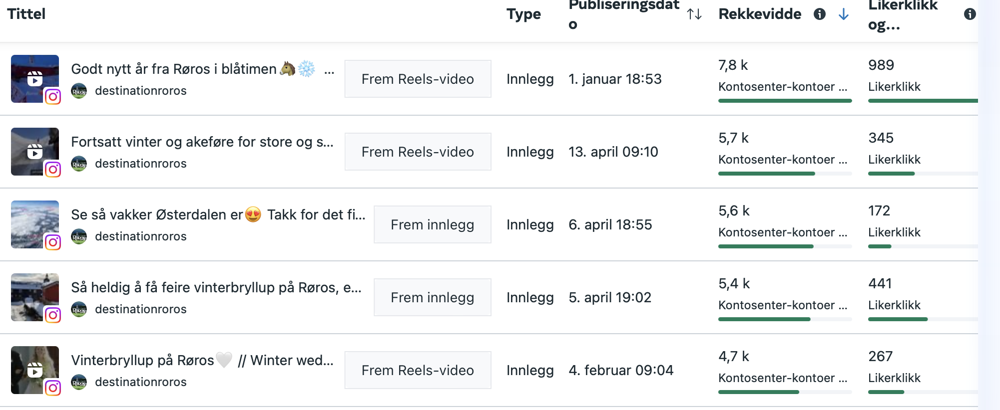 Tittel
Type
Publiseringsdat
o
Rekkevidde
Likerklikk
og...
Godt nytt år fra Røros i blåtimen🐴❄️ ...
destinationroros
Frem Reels-video
Innlegg
1. januar 18:53
7,8 k
Kontosenter-kontoer ...
989
Likerklikk
Fortsatt vinter og akeføre for store og s...
destinationroros
Frem Reels-video
Innlegg
13. april 09:10
5,7 k
Kontosenter-kontoer ...
345
Likerklikk
Se så vakker Østerdalen er😍 Takk for det fi...
destinationroros
Frem innlegg
Innlegg
6. april 18:55
5,6 k
Kontosenter-kontoer ...
172
Likerklikk
Så heldig å få feire vinterbryllup på Røros, e...
destinationroros
Frem innlegg
Innlegg
5. april 19:02
5,4 k
Kontosenter-kontoer ...
441
Likerklikk
Vinterbryllup på Røros🤍 // Winter wed...
destinationroros
Frem Reels-video
Innlegg
4. februar 09:04
4,7 k
Kontosenter-kontoer ...
267
Likerklikk